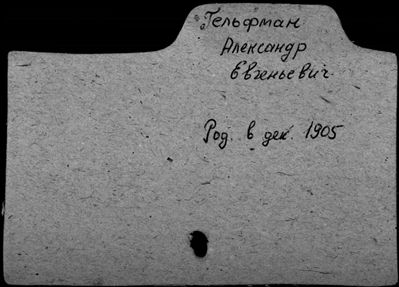 Гельфман
Александр
Евгеньевич.
Род. в дек. 1905